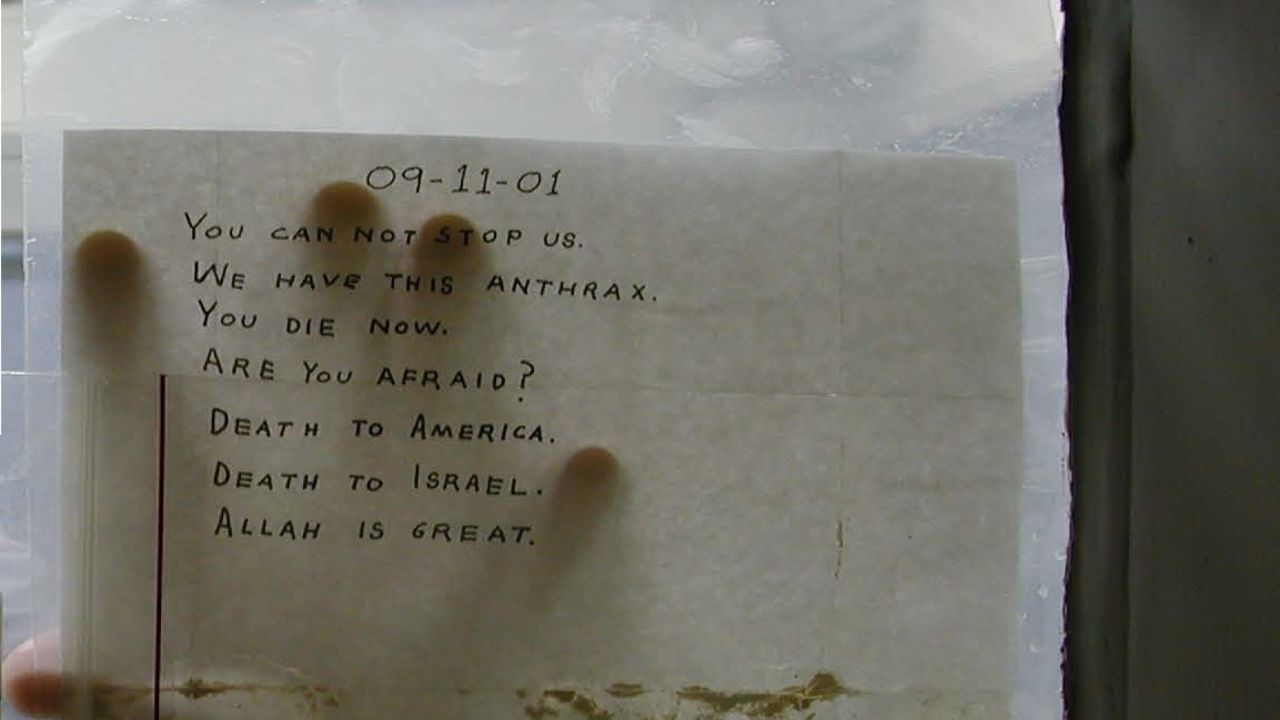 09-11-01
YOU CAN NOT STOP US.
WE HAVE THIS ANTHRAX.
YOU DIE NOW.
ARE YOU AFRAID?
DEATH TO AMERICA.
DEATH TO ISRAEL.
ALLAH IS GREAT.